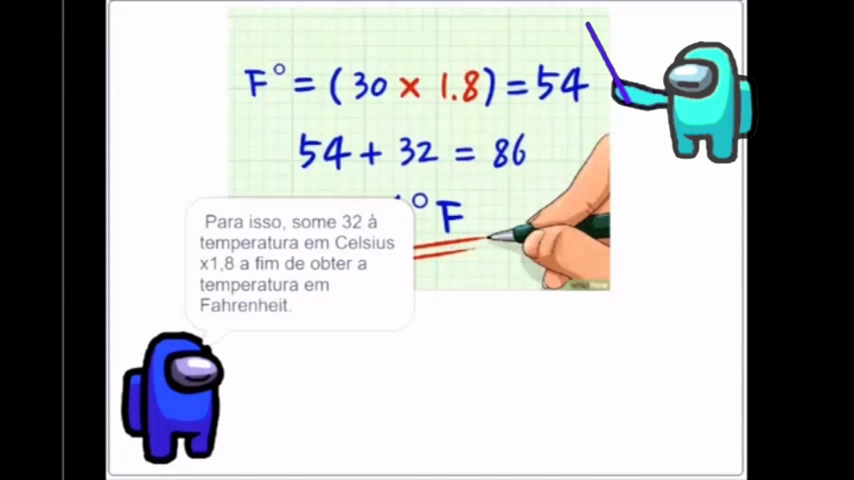 F° = (30 x 1.8) = 54
54 + 32 = 86
° F
Para isso, some 32 à
temperatura em Celsius
x1,8 a fim de obter a
temperatura em
Fahrenheit.